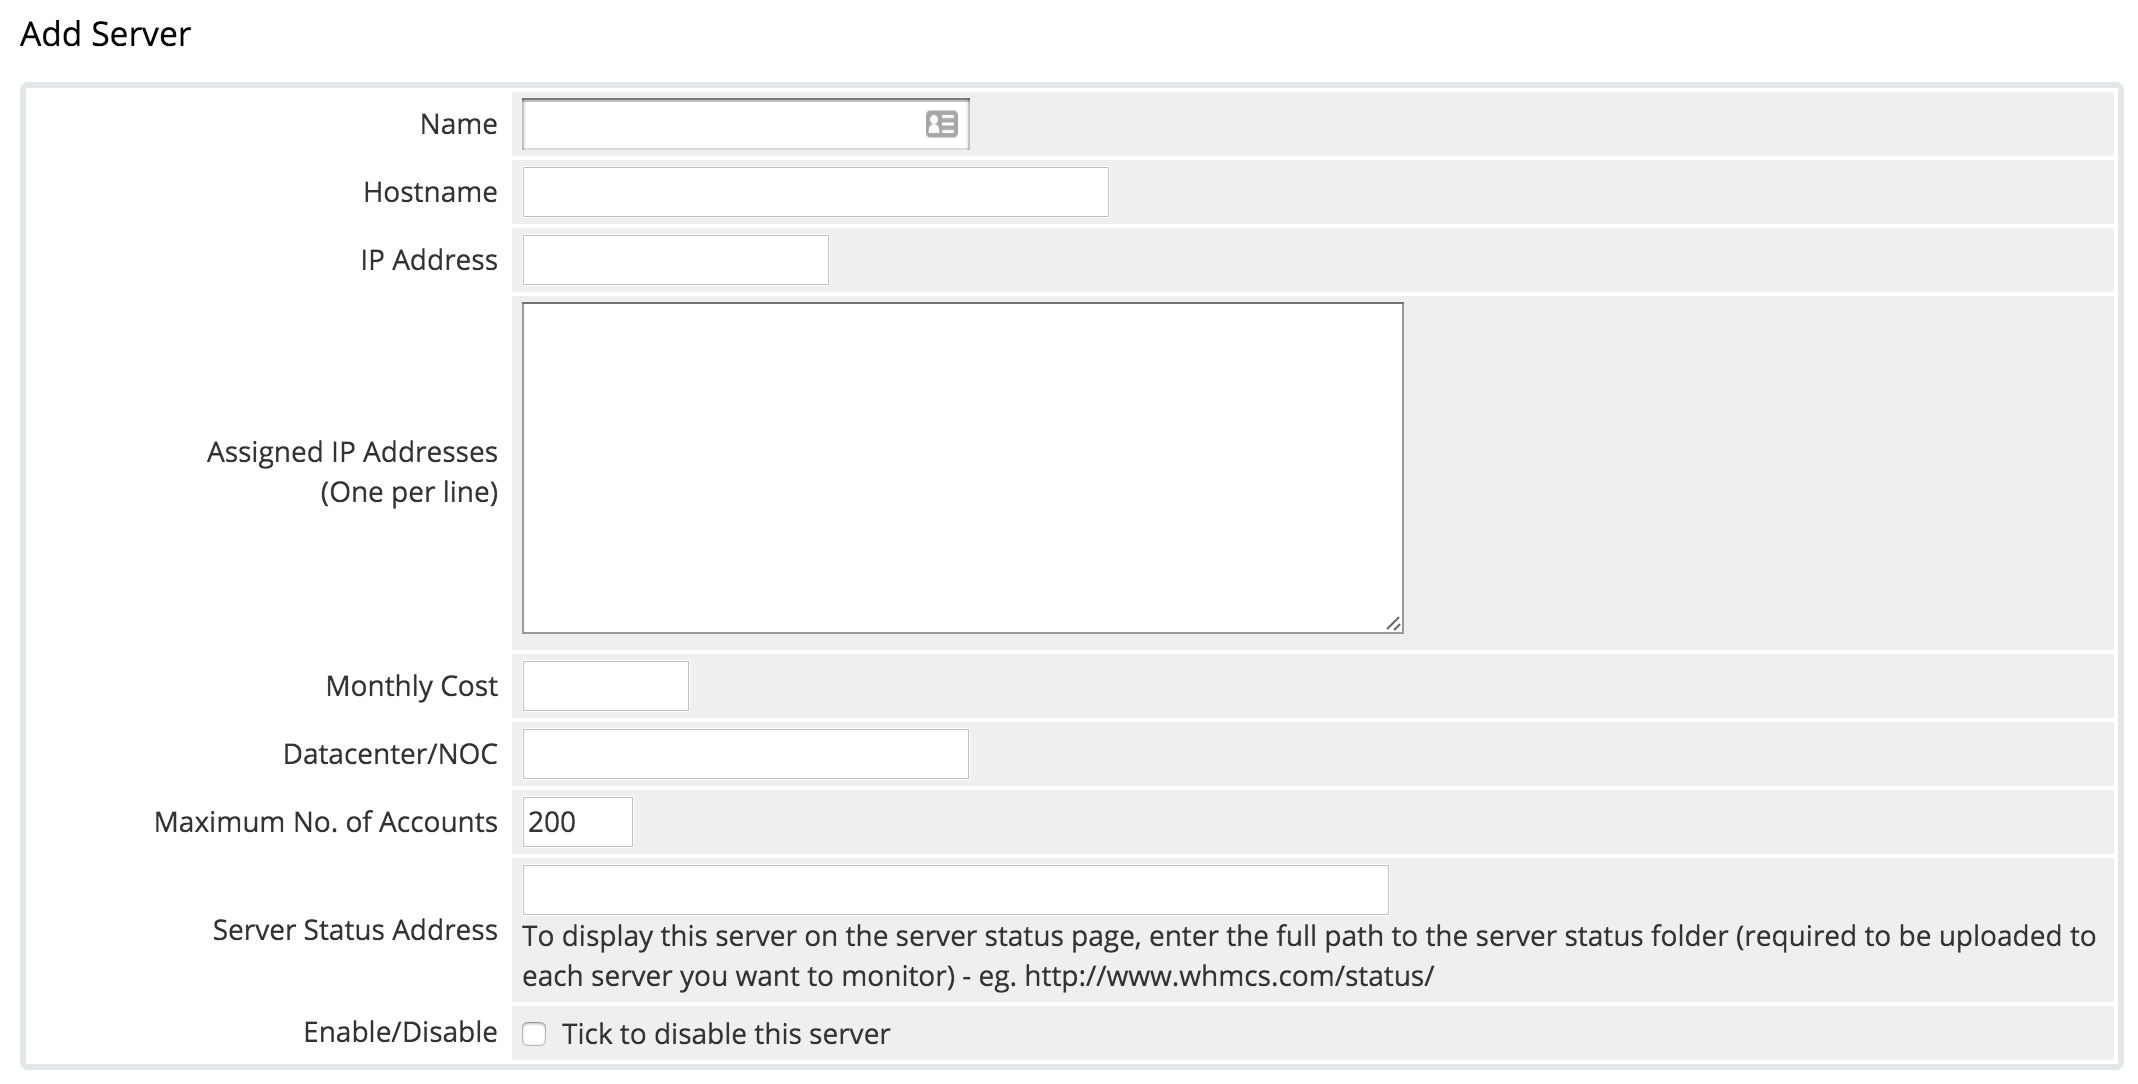 Add Server
Name
Hostname
IP Address
Assigned IP Addresses
(One per line)
Monthly Cost
Datacenter/NOC
Maximum No. of Accounts 200
Server Status Address
To display this server on the server status page, enter the full path to the server status folder (required to be uploaded to
each server you want to monitor) - eg. http://www.whmcs.com/status/
Enable/Disable Tick to disable this server